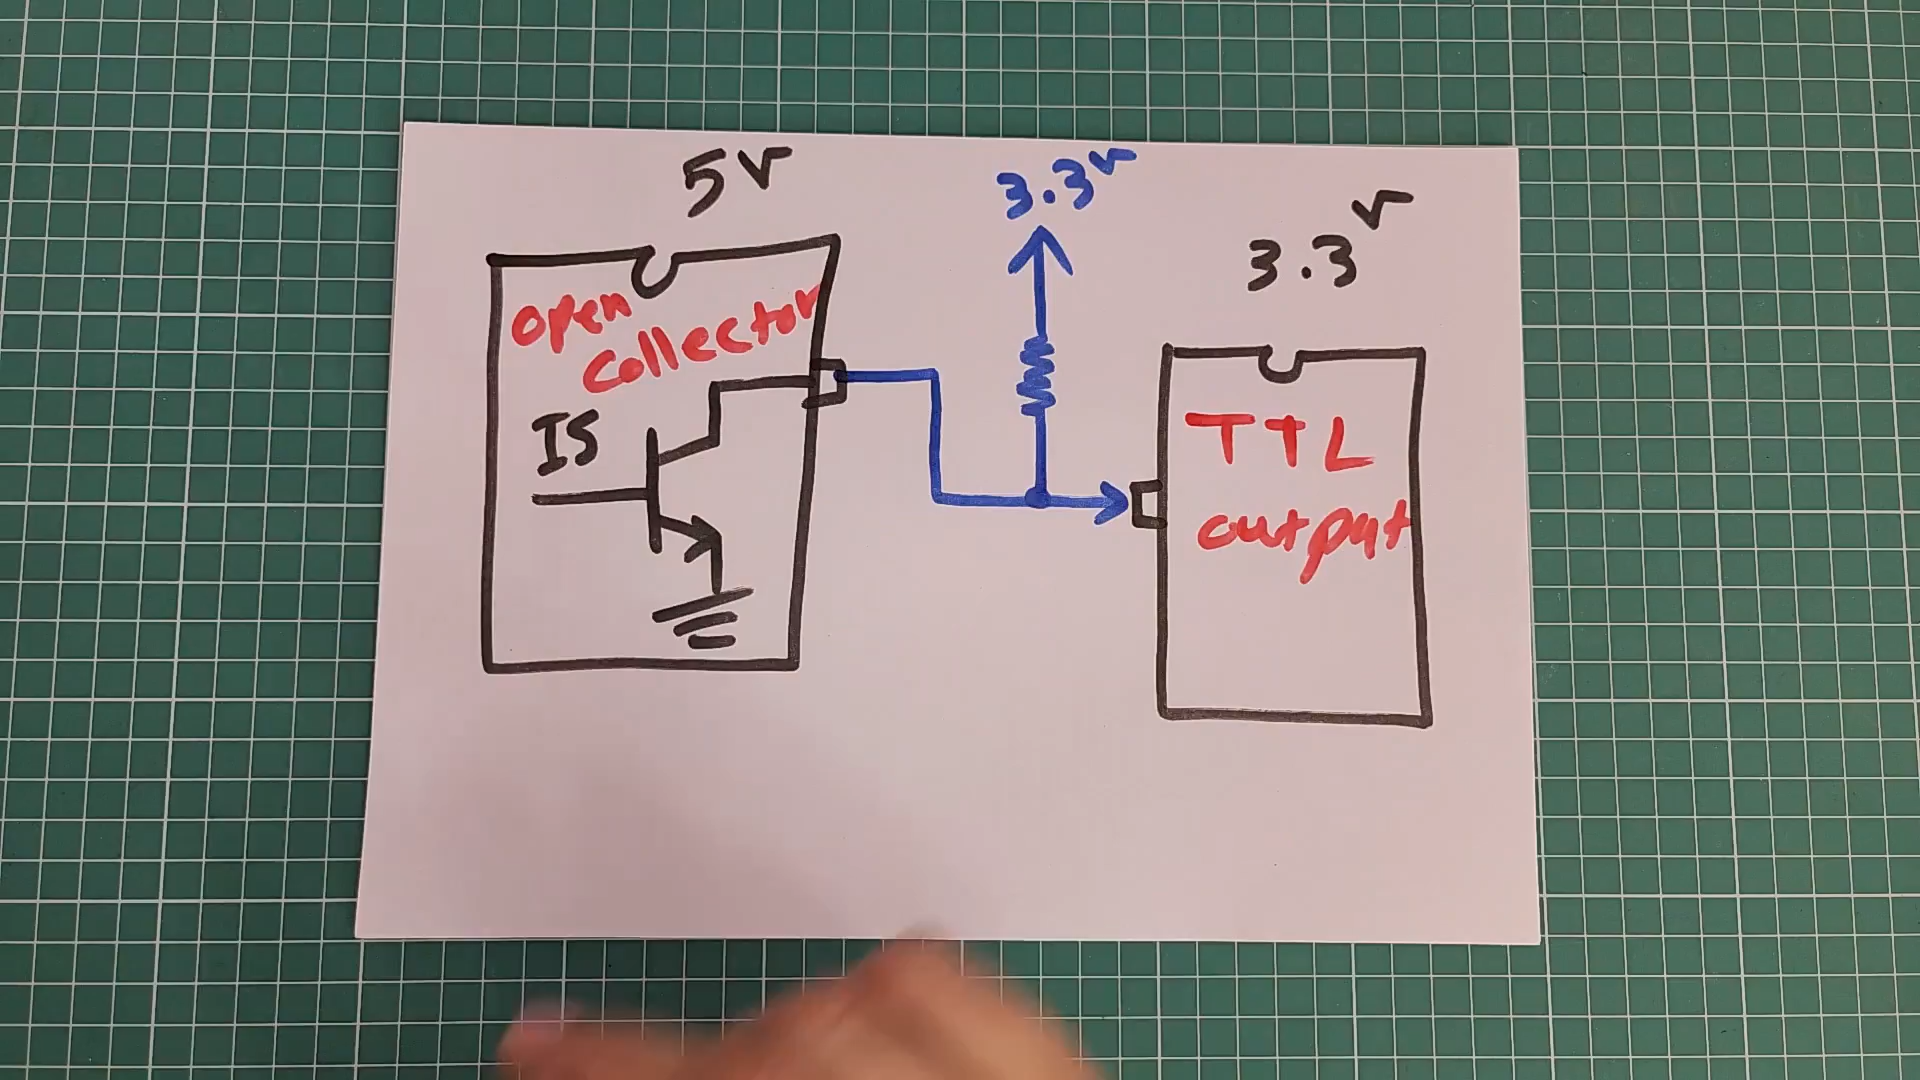 5v
3.3v
3.3v
open
collector
IS
TTL
output